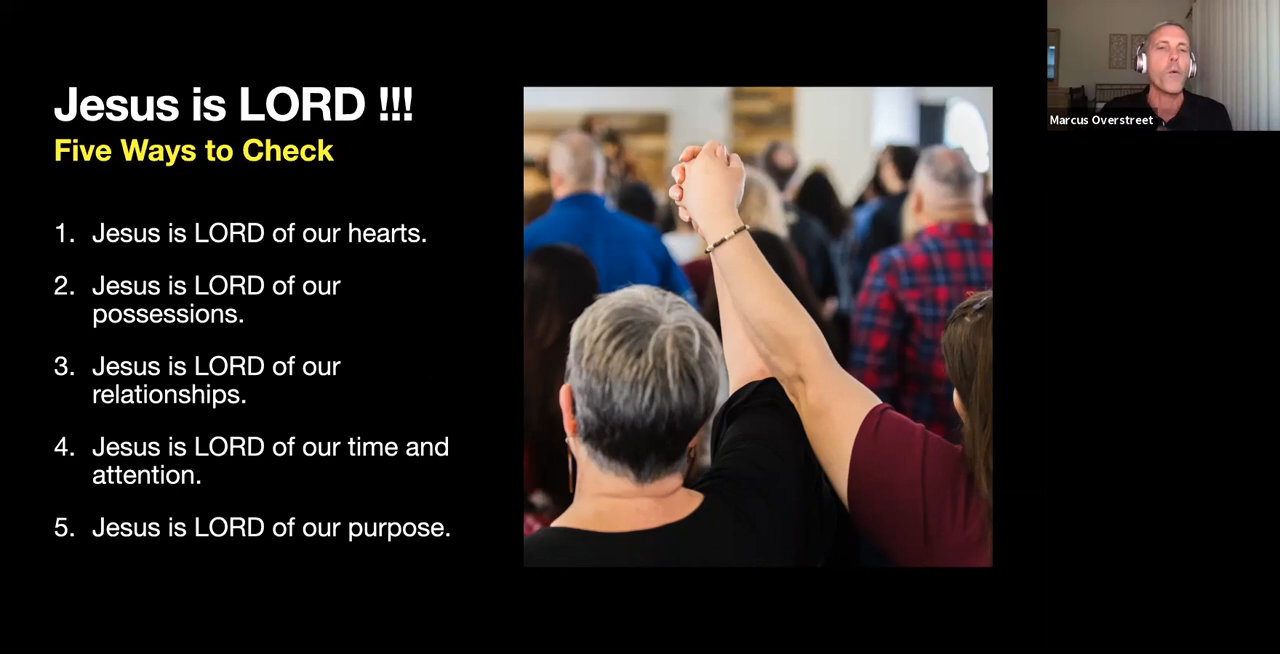 Jesus is LORD !!!
Five Ways to Check
1. Jesus is LORD of our hearts.
2. Jesus is LORD of our
possessions.
3. Jesus is LORD of our
relationships.
4. Jesus is LORD of our time and
attention.
5. Jesus is LORD of our purpose.
Marcus Overstreet